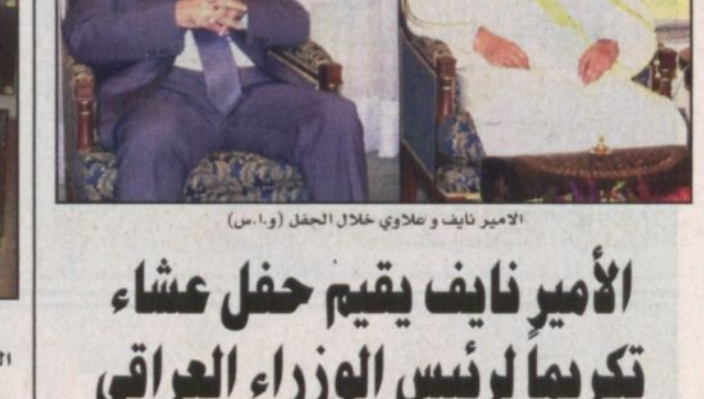 الامير نايف و علاوي خلال الحفل (و.ا.س)
الأمير نايف يقيم حفل عشاء
تكريماً لرئيس الوزراء العراقي